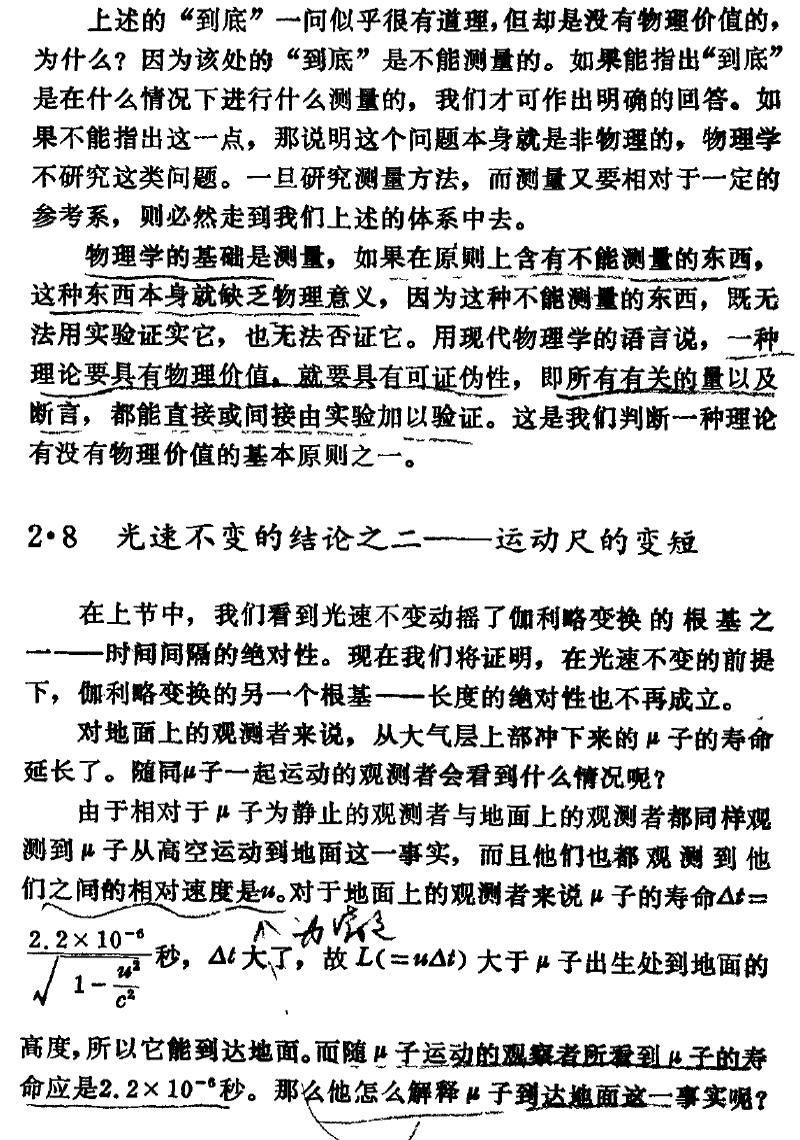 上述的“到底”一问似乎很有道理，但却是没有物理价值的，
为什么？因为该处的“到底”是不能测量的。如果能指出“到底”
是在什么情况下进行什么测量的，我们才可作出明确的回答。如
果不能指出这一点，那说明这个问题本身就是非物理的，物理学
不研究这类问题。一旦研究测量方法，而测量又要相对于一定的
参考系，则必然走到我们上述的体系中去。
物理学的基础是测量，如果在原则上含有不能测量的东西，
这种东西本身就缺乏物理意义，因为这种不能测量的东西，既无
法用实验证实它，也无法否证它。用现代物理学的语言说，一种
理论要具有物理价值，就要具有可证伪性，即所有有关的量以及
断言，都能直接或间接由实验加以验证。这是我们判断一种理论
有没有物理价值的基本原则之一。
2·8 光速不变的结论之二——运动尺的变短
在上节中，我们看到光速不变动摇了伽利略变换的根基之
一——时间间隔的绝对性。现在我们将证明，在光速不变的前提
下，伽利略变换的另一个根基——长度的绝对性也不再成立。
对地面上的观测者来说，从大气层上部冲下来的μ子的寿命
延长了。随同μ子一起运动的观测者会看到什么情况呢？
由于相对于μ子为静止的观测者与地面上的观测者都同样观
测到μ子从高空运动到地面这一事实，而且他们也都观测到他
们之间的相对速度是u。对于地面上的观测者来说μ子的寿命Δt=
2.2×10⁻⁶/√(1-u²/c²)秒，Δt大了，故L(=uΔt)大于μ子出生处到地面的
高度，所以它能到达地面。而随μ子运动的观察者所看到μ子的寿
命应是2.2×10⁻⁶秒。那么他怎么解释μ子到达地面这一事实呢？